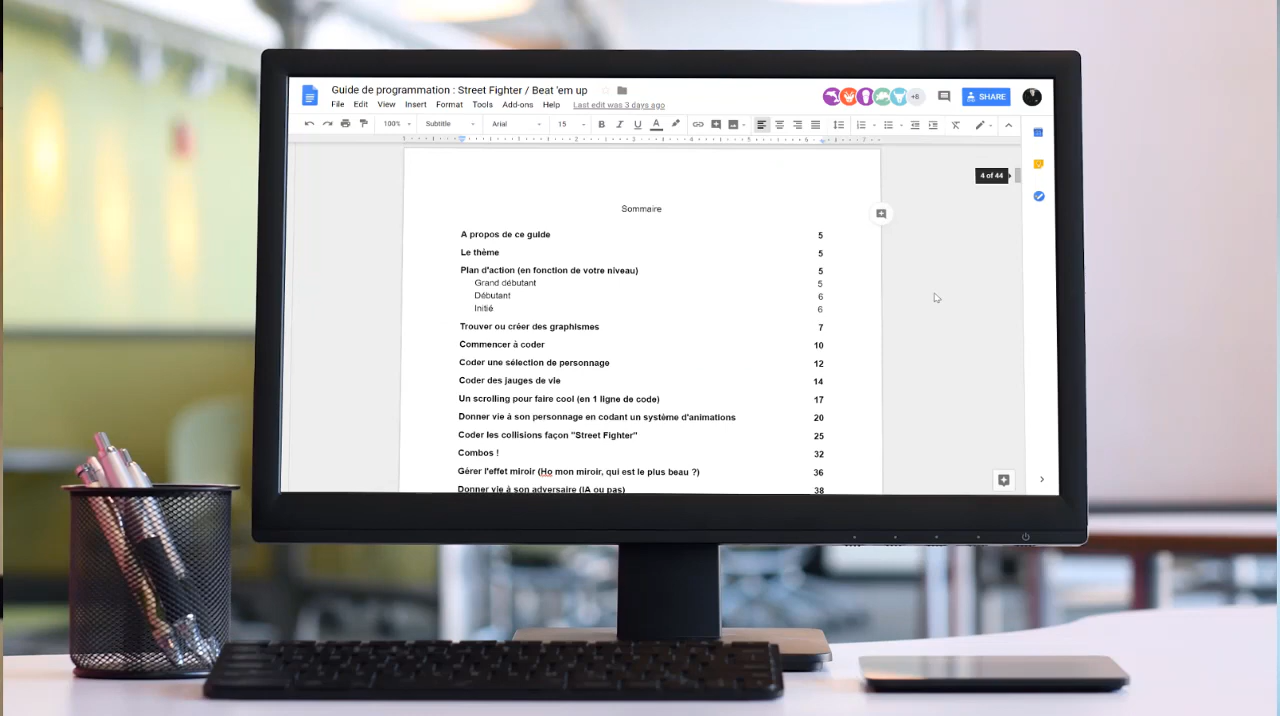 Guide de programmation : Street Fighter / Beat 'em up
File Edit View Insert Format Tools Add-ons Help Last edit was 3 days ago
+8
SHARE
100% Subtitle Arial 15 B I U A
4 of 44
Sommaire
A propos de ce guide 5
Le thème 5
Plan d'action (en fonction de votre niveau) 5
Grand débutant 5
Débutant 6
Initié 6
Trouver ou créer des graphismes 7
Commencer à coder 10
Coder une sélection de personnage 12
Coder des jauges de vie 14
Un scrolling pour faire cool (en 1 ligne de code) 17
Donner vie à son personnage en codant un système d'animations 20
Coder les collisions façon "Street Fighter" 25
Combos ! 32
Gérer l'effet miroir (Ho mon miroir, qui est le plus beau ?) 36
Donner vie à son adversaire (IA ou pas) 38